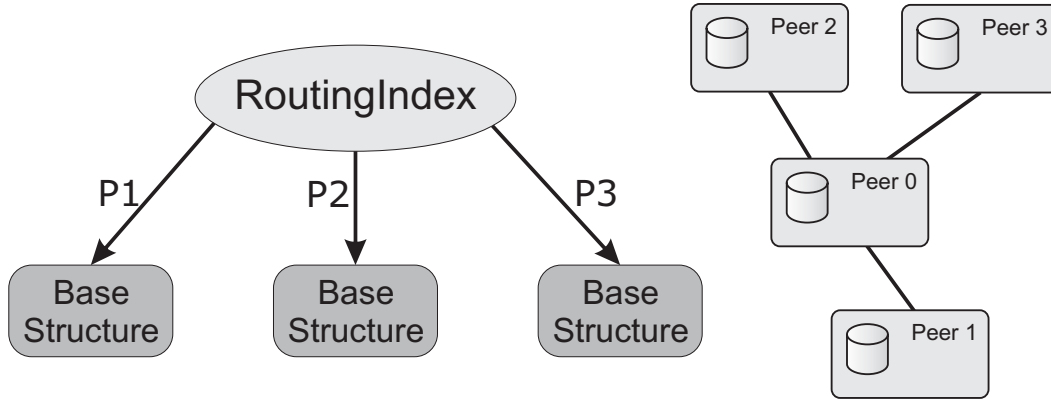 RoutingIndex
P1
P2
P3
Base
Structure
Base
Structure
Base
Structure
Peer 2
Peer 3
Peer 0
Peer 1